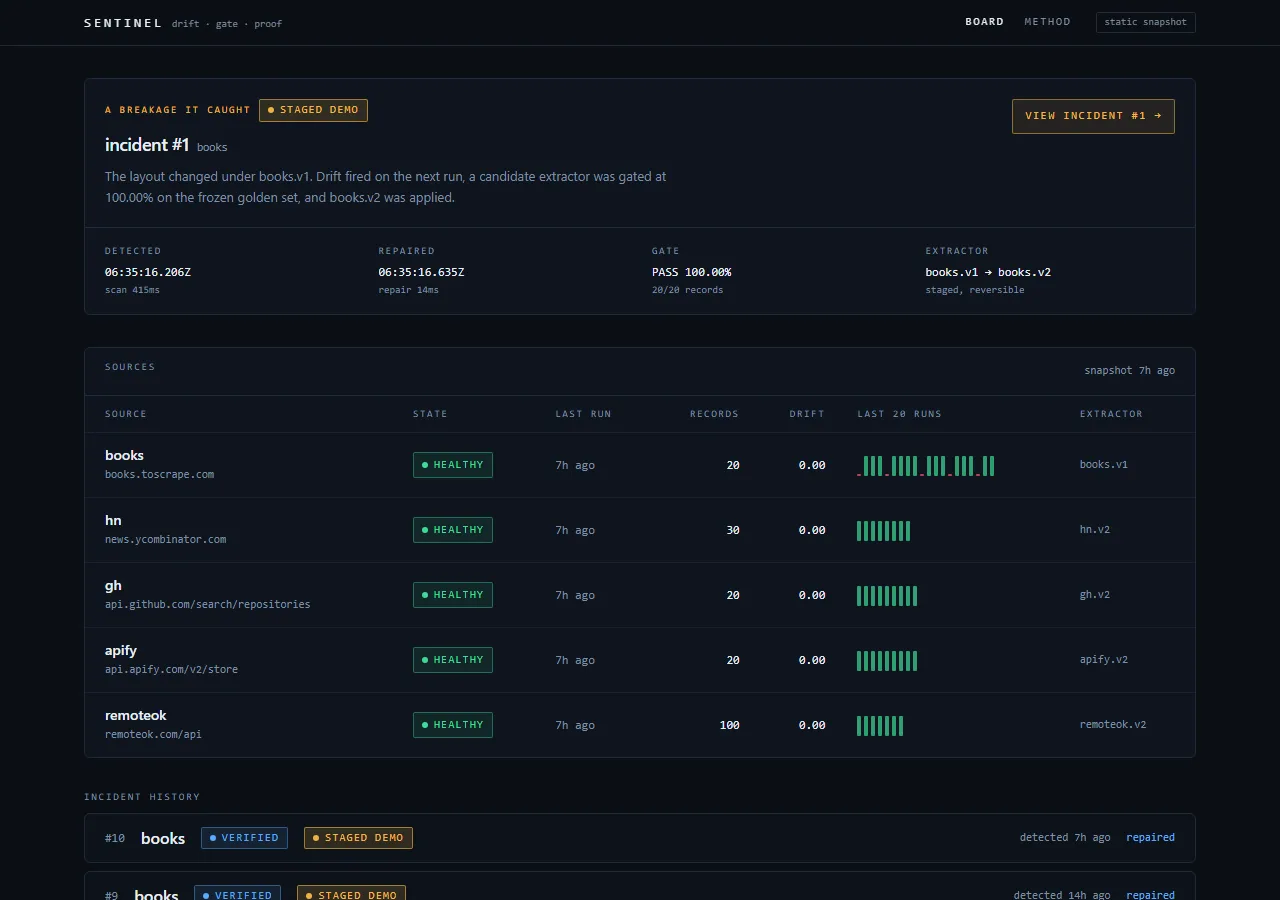 SENTINEL drift · gate · proof BOARD METHOD static snapshot
A BREAKAGE IT CAUGHT STAGED DEMO VIEW INCIDENT #1 →
incident #1 books
The layout changed under books.v1. Drift fired on the next run, a candidate extractor was gated at
100.00% on the frozen golden set, and books.v2 was applied.
DETECTED REPAIRED GATE EXTRACTOR
06:35:16.206Z 06:35:16.635Z PASS 100.00% books.v1 → books.v2
scan 415ms repair 14ms 20/20 records staged, reversible
SOURCES snapshot 7h ago
SOURCE STATE LAST RUN RECORDS DRIFT LAST 20 RUNS EXTRACTOR
books HEALTHY 7h ago 20 0.00 books.v1
books.toscrape.com
hn HEALTHY 7h ago 30 0.00 hn.v2
news.ycombinator.com
gh HEALTHY 7h ago 20 0.00 gh.v2
api.github.com/search/repositories
apify HEALTHY 7h ago 20 0.00 apify.v2
api.apify.com/v2/store
remoteok HEALTHY 7h ago 100 0.00 remoteok.v2
remoteok.com/api
INCIDENT HISTORY
#10 books VERIFIED STAGED DEMO detected 7h ago repaired
#9 books VERIFIED STAGED DEMO detected 14h ago repaired